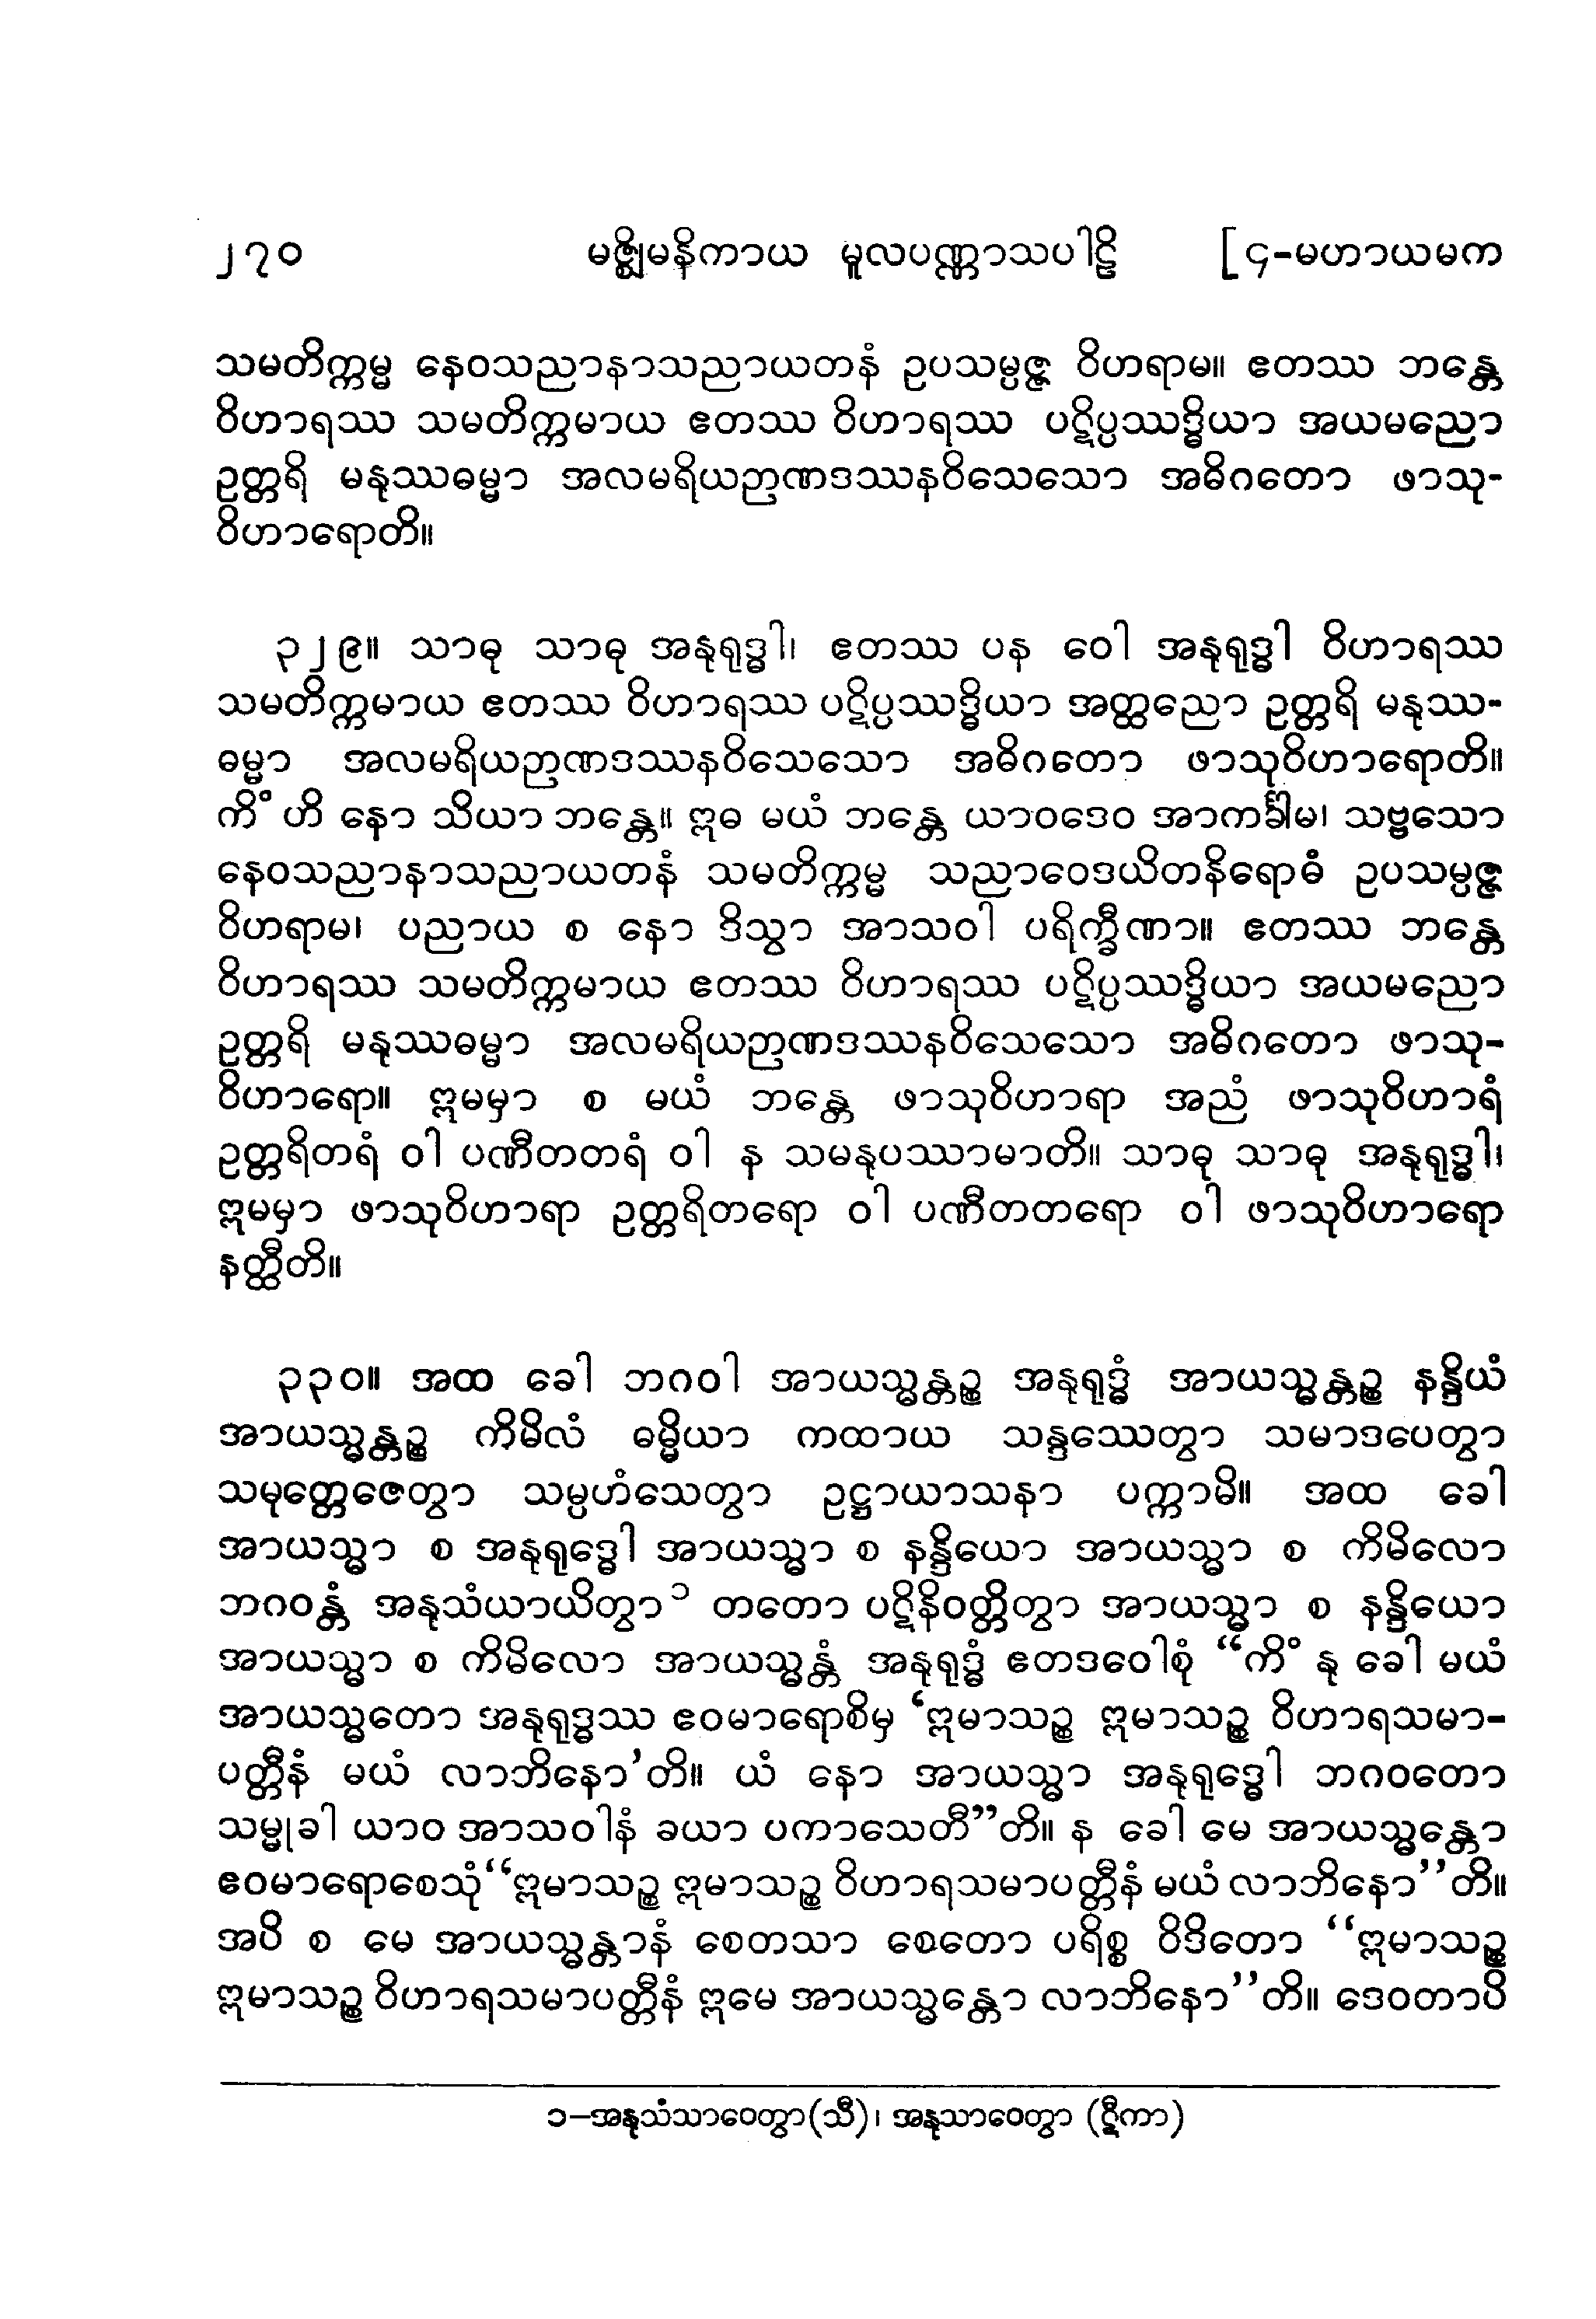 ၂၇၀ မဇ္ဈိမနိကာယ မူလပဏ္ဏာသပါဠိ [၄-မဟာယမက
သမတိက္ကမ္မ နေဝသညာနာသညာယတနံ ဥပသမ္ပဇ္ဇ ဝိဟရာမ။ ဧတဿ ဘန္တေ
ဝိဟာရဿ သမတိက္ကမာယ ဧတဿ ဝိဟာရဿ ပဋိပ္ပဿဒ္ဓိယာ အယမညော
ဥတ္တရိ မနုဿဓမ္မာ အလမရိယဉာဏဒဿနဝိသေသော အဓိဂတော ဖာသု-
ဝိဟာရောတိ။
၃၂၉။ သာဓု သာဓု အနုရုဒ္ဓါ၊ ဧတဿ ပန ဝေါ အနုရုဒ္ဓါ ဝိဟာရဿ
သမတိက္ကမာယ ဧတဿ ဝိဟာရဿ ပဋိပ္ပဿဒ္ဓိယာ အတ္ထညော ဥတ္တရိ မနုဿ-
ဓမ္မာ အလမရိယဉာဏဒဿနဝိသေသော အဓိဂတော ဖာသုဝိဟာရောတိ။
ကိံ ဟိ နော သိယာ ဘန္တေ။ ဣဓ မယံ ဘန္တေ ယာဝဒေဝ အာကင်္ခါမ၊ သဗ္ဗသော
နေဝသညာနာသညာယတနံ သမတိက္ကမ္မ သညာဝေဒယိတနိရောဓံ ဥပသမ္ပဇ္ဇ
ဝိဟရာမ၊ ပညာယ စ နော ဒိသွာ အာသဝါ ပရိက္ခီဏာ။ ဧတဿ ဘန္တေ
ဝိဟာရဿ သမတိက္ကမာယ ဧတဿ ဝိဟာရဿ ပဋိပ္ပဿဒ္ဓိယာ အယမညော
ဥတ္တရိ မနုဿဓမ္မာ အလမရိယဉာဏဒဿနဝိသေသော အဓိဂတော ဖာသု-
ဝိဟာရော။ ဣမမှာ စ မယံ ဘန္တေ ဖာသုဝိဟာရာ အညံ ဖာသုဝိဟာရံ
ဥတ္တရိတရံ ဝါ ပဏီတတရံ ဝါ န သမနုပဿာမာတိ။ သာဓု သာဓု အနုရုဒ္ဓါ၊
ဣမမှာ ဖာသုဝိဟာရာ ဥတ္တရိတရော ဝါ ပဏီတတရော ဝါ ဖာသုဝိဟာရော
နတ္ထီတိ။
၃၃၀။ အထ ခေါ ဘဂဝါ အာယသ္မန္တဉ္စ အနုရုဒ္ဓံ အာယသ္မန္တဉ္စ နန္ဒိယံ
အာယသ္မန္တဉ္စ ကိမိလံ ဓမ္မိယာ ကထာယ သန္ဒဿေတွာ သမာဒပေတွာ
သမုတ္တေဇေတွာ သမ္ပဟံသေတွာ ဥဋ္ဌာယာသနာ ပက္ကာမိ။ အထ ခေါ
အာယသ္မာ စ အနုရုဒ္ဓေါ အာယသ္မာ စ နန္ဒိယော အာယသ္မာ စ ကိမိလော
ဘဂဝန္တံ အနုသံယာယိတွာ၁ တတော ပဋိနိဝတ္တိတွာ အာယသ္မာ စ နန္ဒိယော
အာယသ္မာ စ ကိမိလော အာယသ္မန္တံ အနုရုဒ္ဓံ ဧတဒဝေါစုံ “ကိံ နု ခေါ မယံ
အာယသ္မတော အနုရုဒ္ဓဿ ဧဝမာရောစိမှ ‘ဣမာသဉ္စ ဣမာသဉ္စ ဝိဟာရသမာ-
ပတ္တီနံ မယံ လာဘိနော’တိ။ ယံ နော အာယသ္မာ အနုရုဒ္ဓေါ ဘဂဝတော
သမ္မုခါ ယာဝ အာသဝါနံ ခယာ ပကာသေတီ”တိ။ န ခေါ မေ အာယသ္မန္တော
ဧဝမာရောစေသုံ“ဣမာသဉ္စ ဣမာသဉ္စ ဝိဟာရသမာပတ္တီနံ မယံ လာဘိနော”တိ။
အပိ စ မေ အာယသ္မန္တာနံ စေတသာ စေတော ပရိစ္စ ဝိဒိတော “ဣမာသဉ္စ
ဣမာသဉ္စ ဝိဟာရသမာပတ္တီနံ ဣမေ အာယသ္မန္တော လာဘိနော”တိ။ ဒေဝတာပိ
၁–အနုသံသာဝေတွာ(သီ)၊ အနုသာဝေတွာ (ဋီကာ)